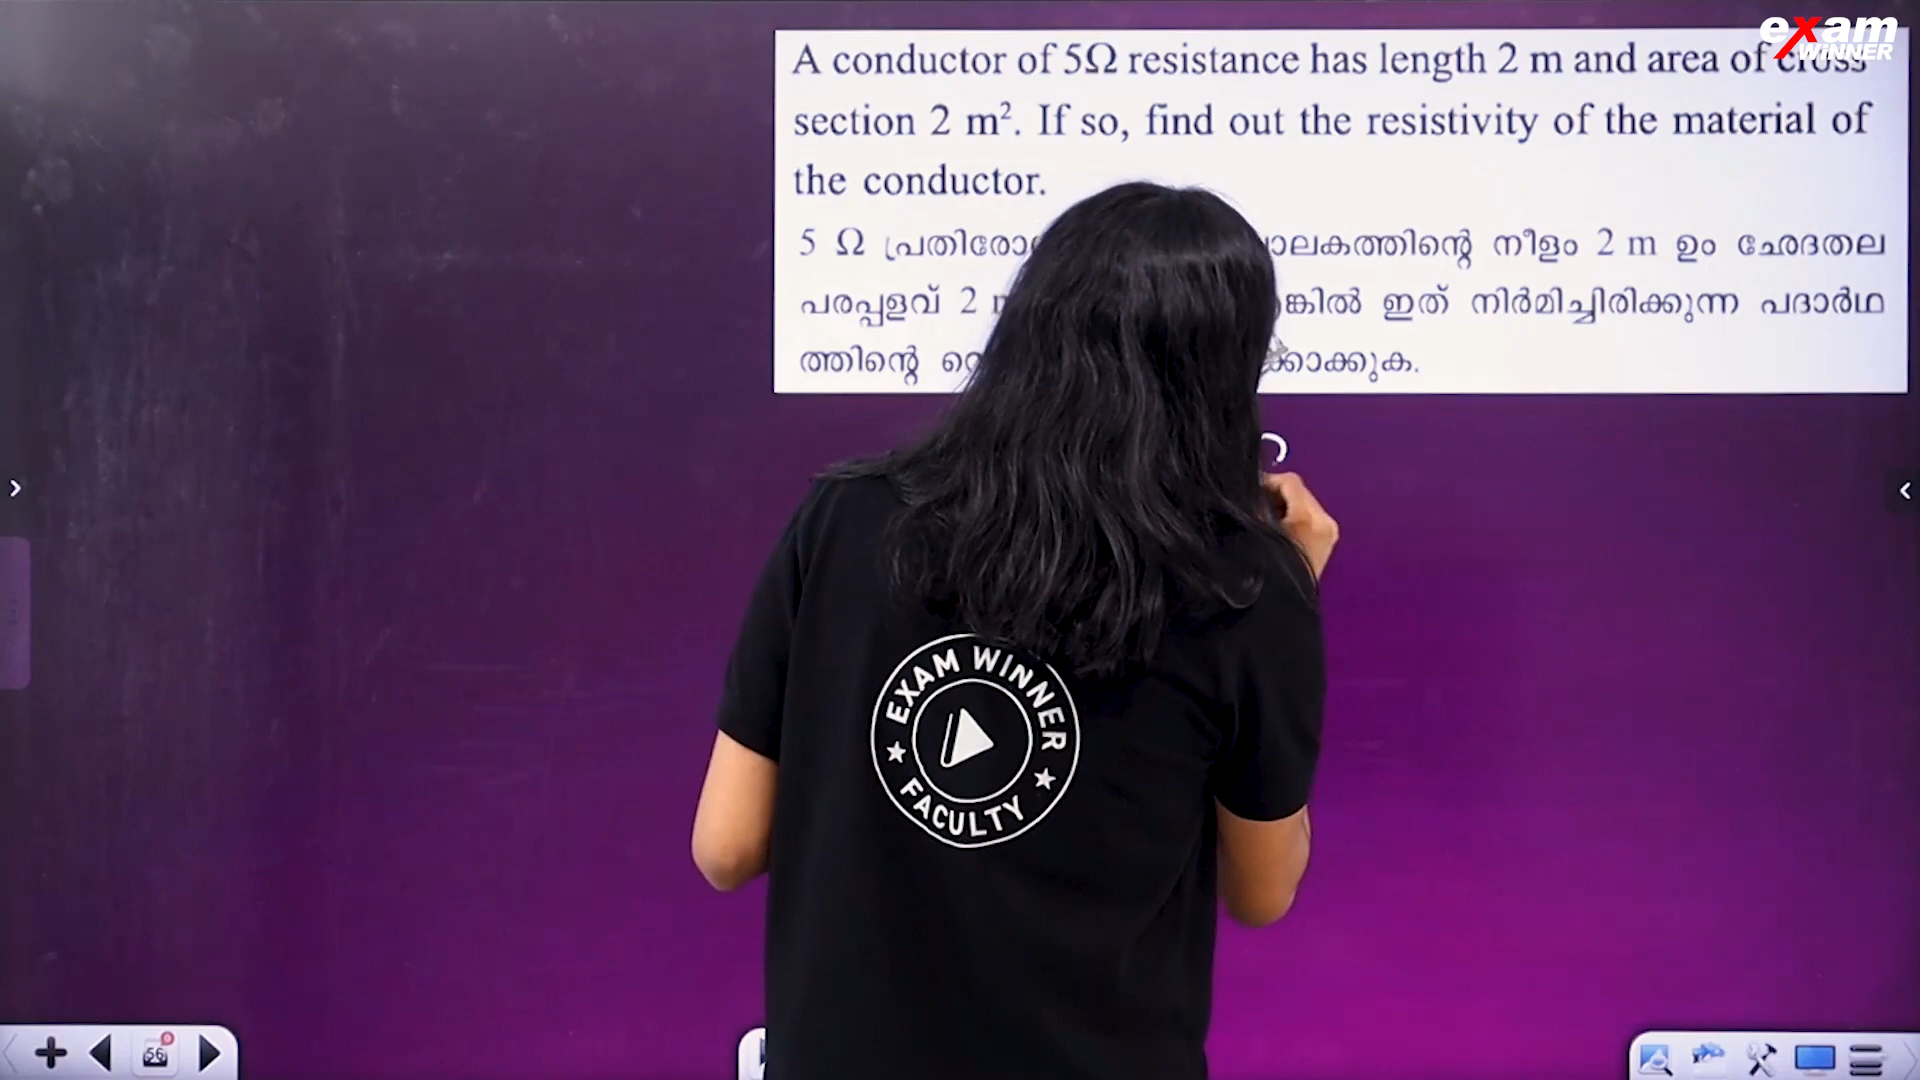 exam
WINNER
A conductor of 5Ω resistance has length 2 m and area of cross
section 2 m². If so, find out the resistivity of the material of
the conductor.
5 Ω നീളം 2 m ഉം ഛേദതല
പരപ്പളവ് 2 ഇത് നിർമിച്ചിരിക്കുന്ന പദാർഥ
ത്തിന്റെ
EXAM WINNER
FACULTY
56